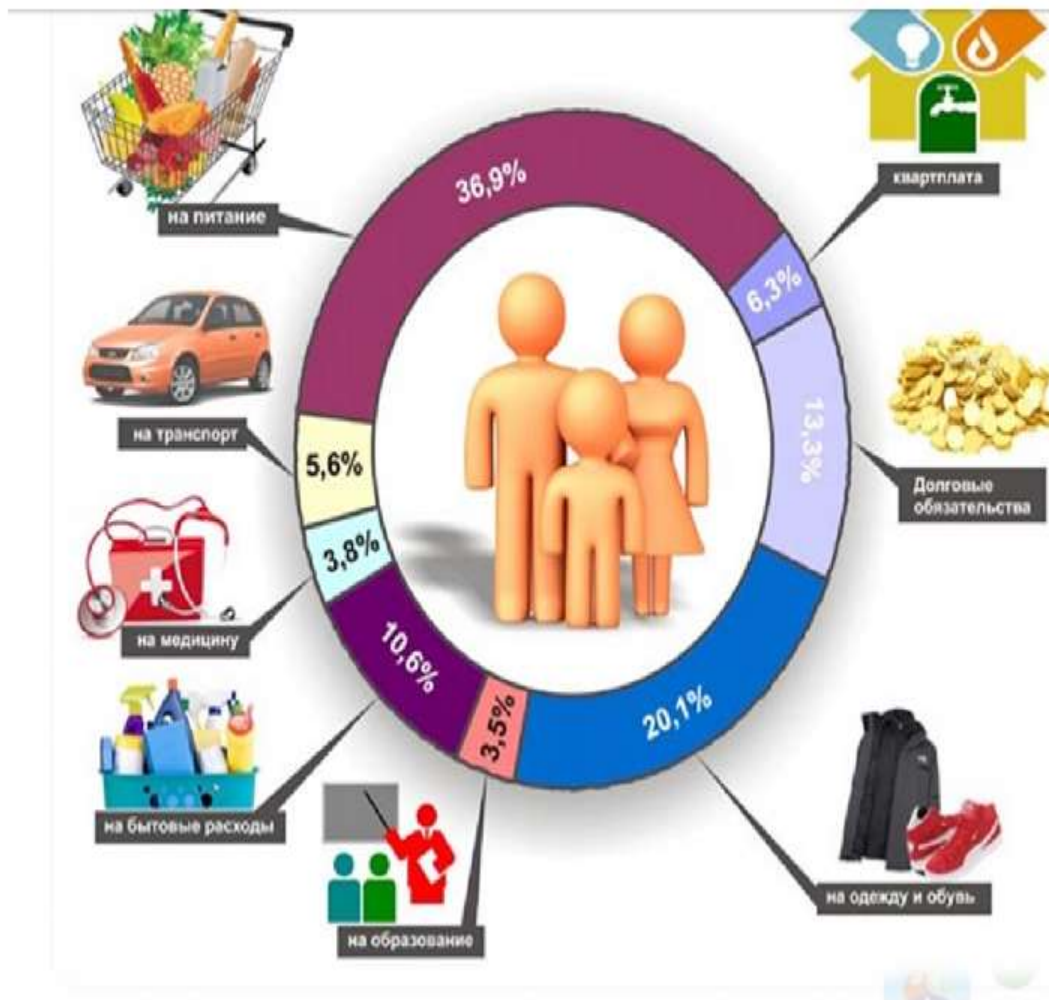 36,9%
квартплата
на питание
6,3%
13,3%
на транспорт
5,6%
Долговые
обязательства
3,8%
на медицину
10,6%
3,5%
20,1%
на бытовые расходы
на одежду и обувь
на образование